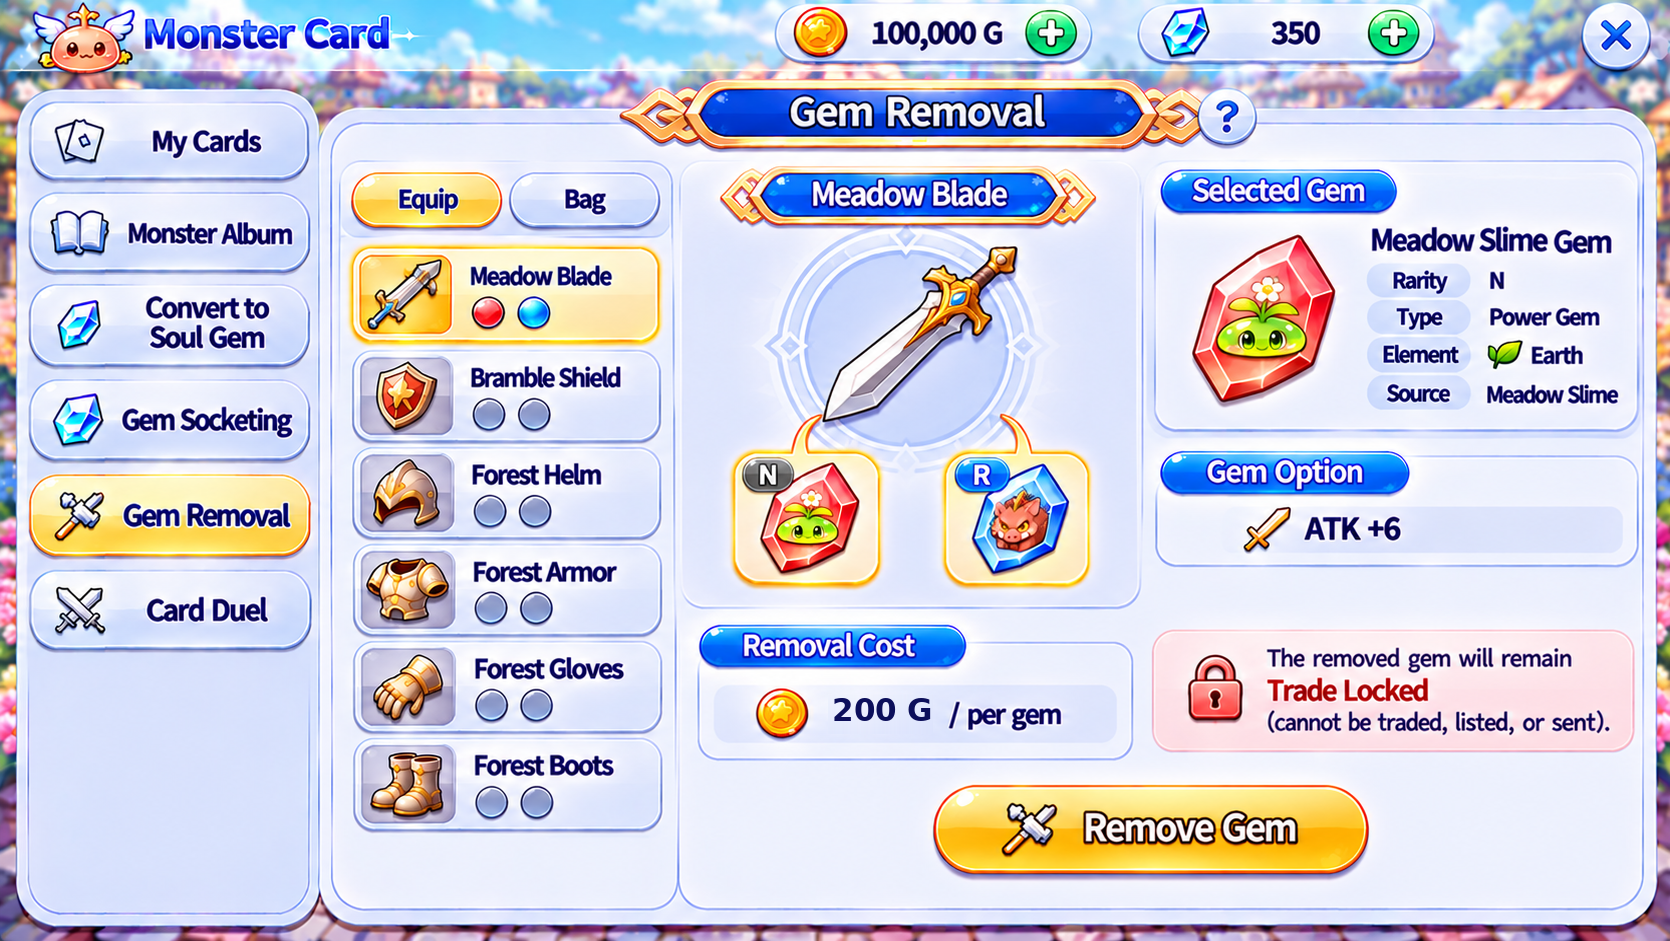 Monster Card
100,000 G
350
My Cards
Monster Album
Convert to
Soul Gem
Gem Socketing
Gem Removal
Card Duel
Gem Removal
?
Equip
Bag
Meadow Blade
Bramble Shield
Forest Helm
Forest Armor
Forest Gloves
Forest Boots
Meadow Blade
N
R
Removal Cost
200 G / per gem
Selected Gem
Meadow Slime Gem
Rarity N
Type Power Gem
Element Earth
Source Meadow Slime
Gem Option
ATK +6
The removed gem will remain
Trade Locked
(cannot be traded, listed, or sent).
Remove Gem